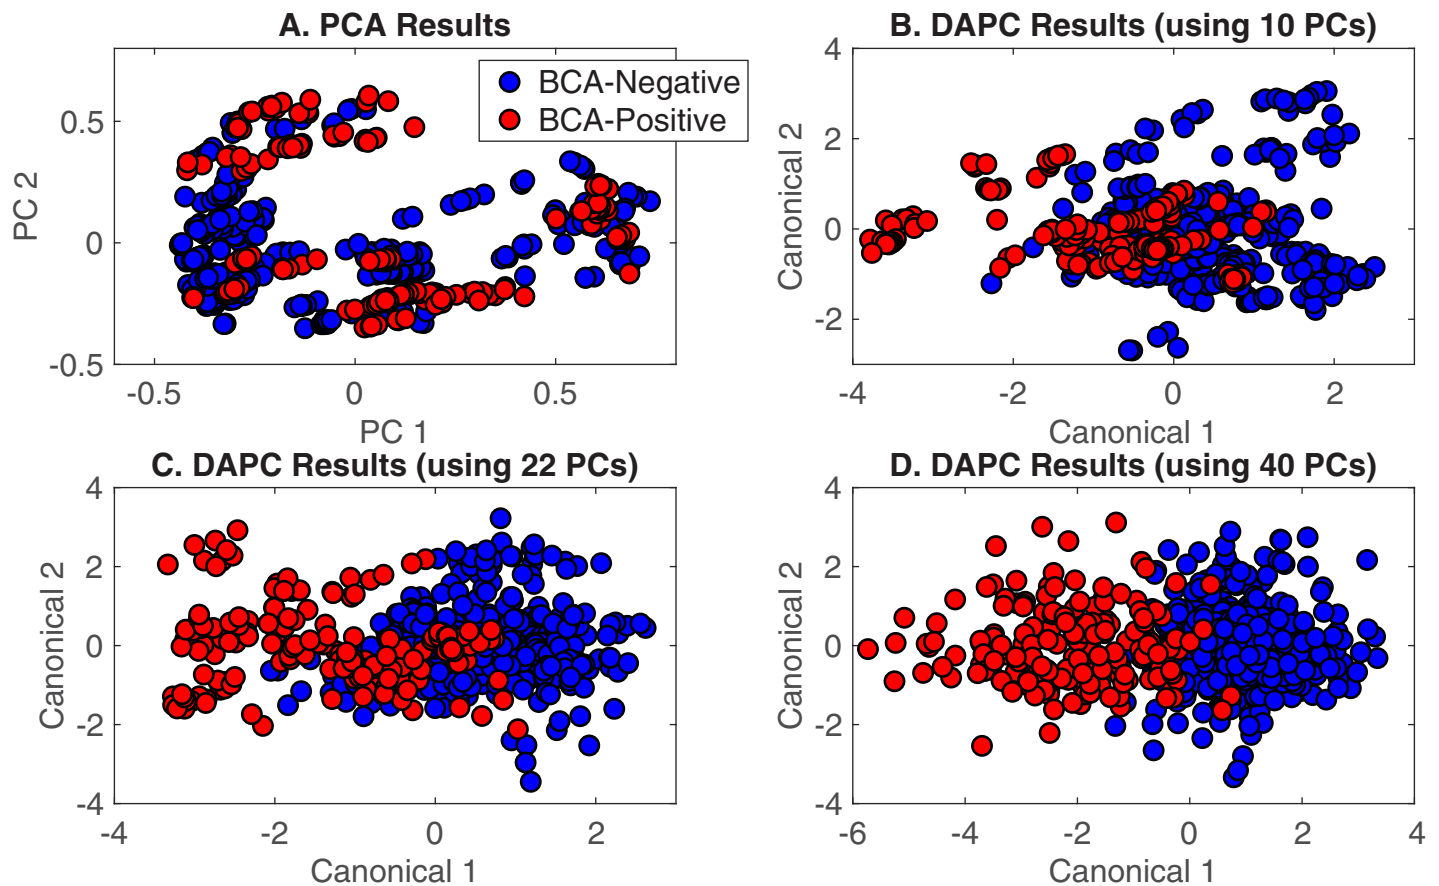 A. PCA Results
BCA-Negative
BCA-Positive
0.5
0
-0.5
PC 2
-0.5
0
0.5
PC 1
B. DAPC Results (using 10 PCs)
4
2
0
-2
Canonical 2
-4
-2
0
2
Canonical 1
C. DAPC Results (using 22 PCs)
4
2
0
-2
-4
Canonical 2
-4
-2
0
2
Canonical 1
D. DAPC Results (using 40 PCs)
4
2
0
-2
-4
Canonical 2
-6
-4
-2
0
2
4
Canonical 1